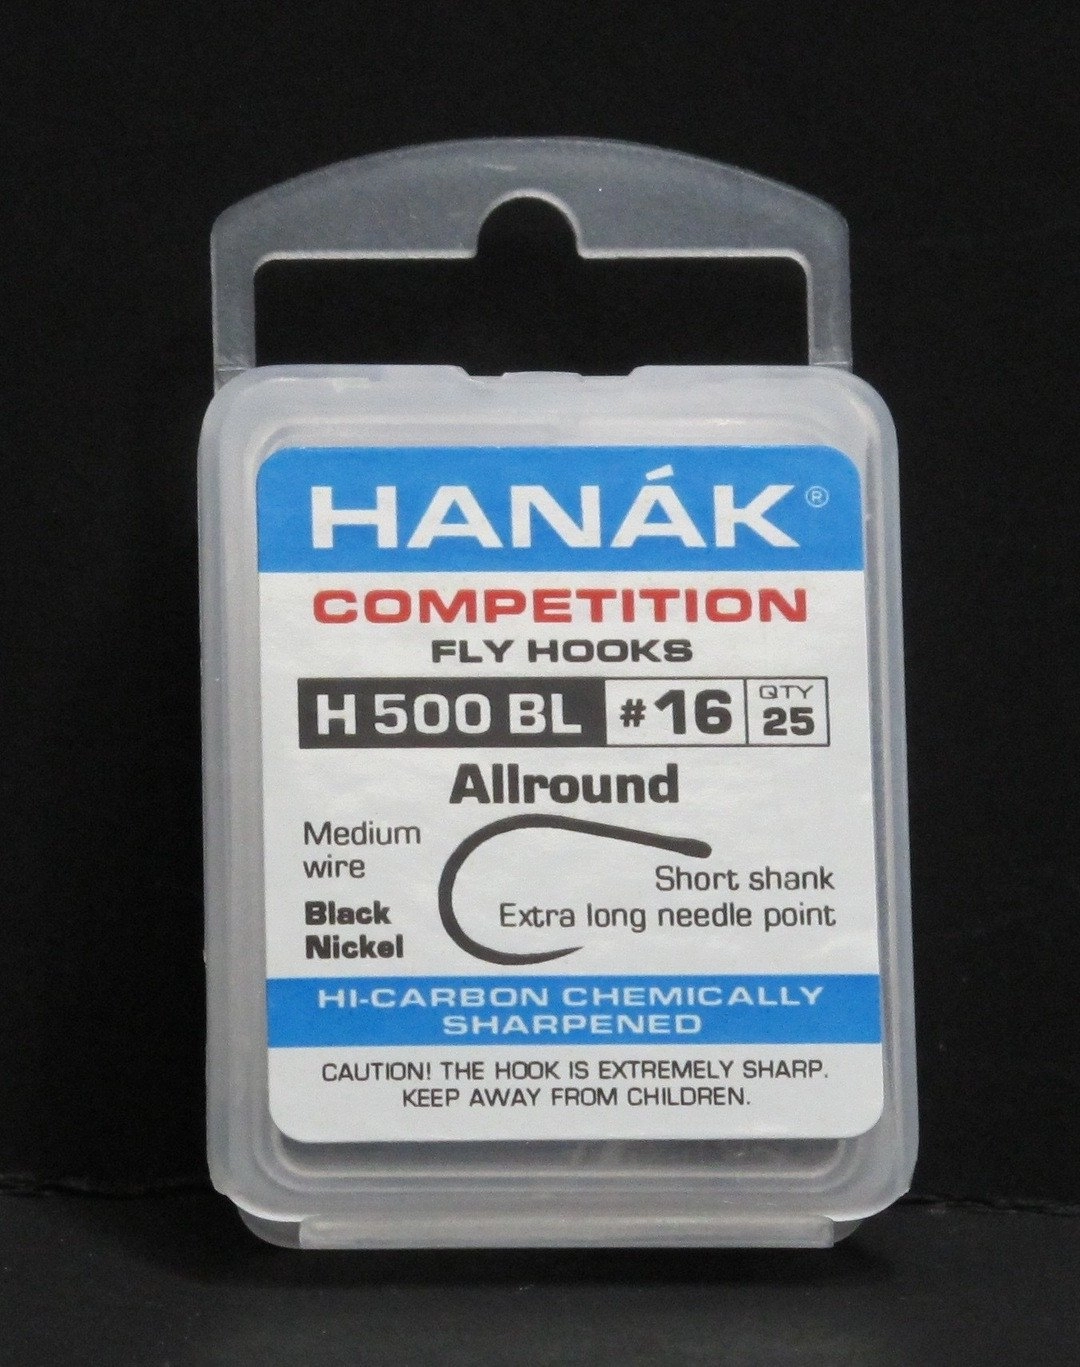 HANÁK®
COMPETITION
FLY HOOKS
H 500 BL #16 QTY 25
Allround
Medium
wire
Short shank
Black
Nickel
Extra long needle point
HI-CARBON CHEMICALLY
SHARPENED
CAUTION! THE HOOK IS EXTREMELY SHARP.
KEEP AWAY FROM CHILDREN.